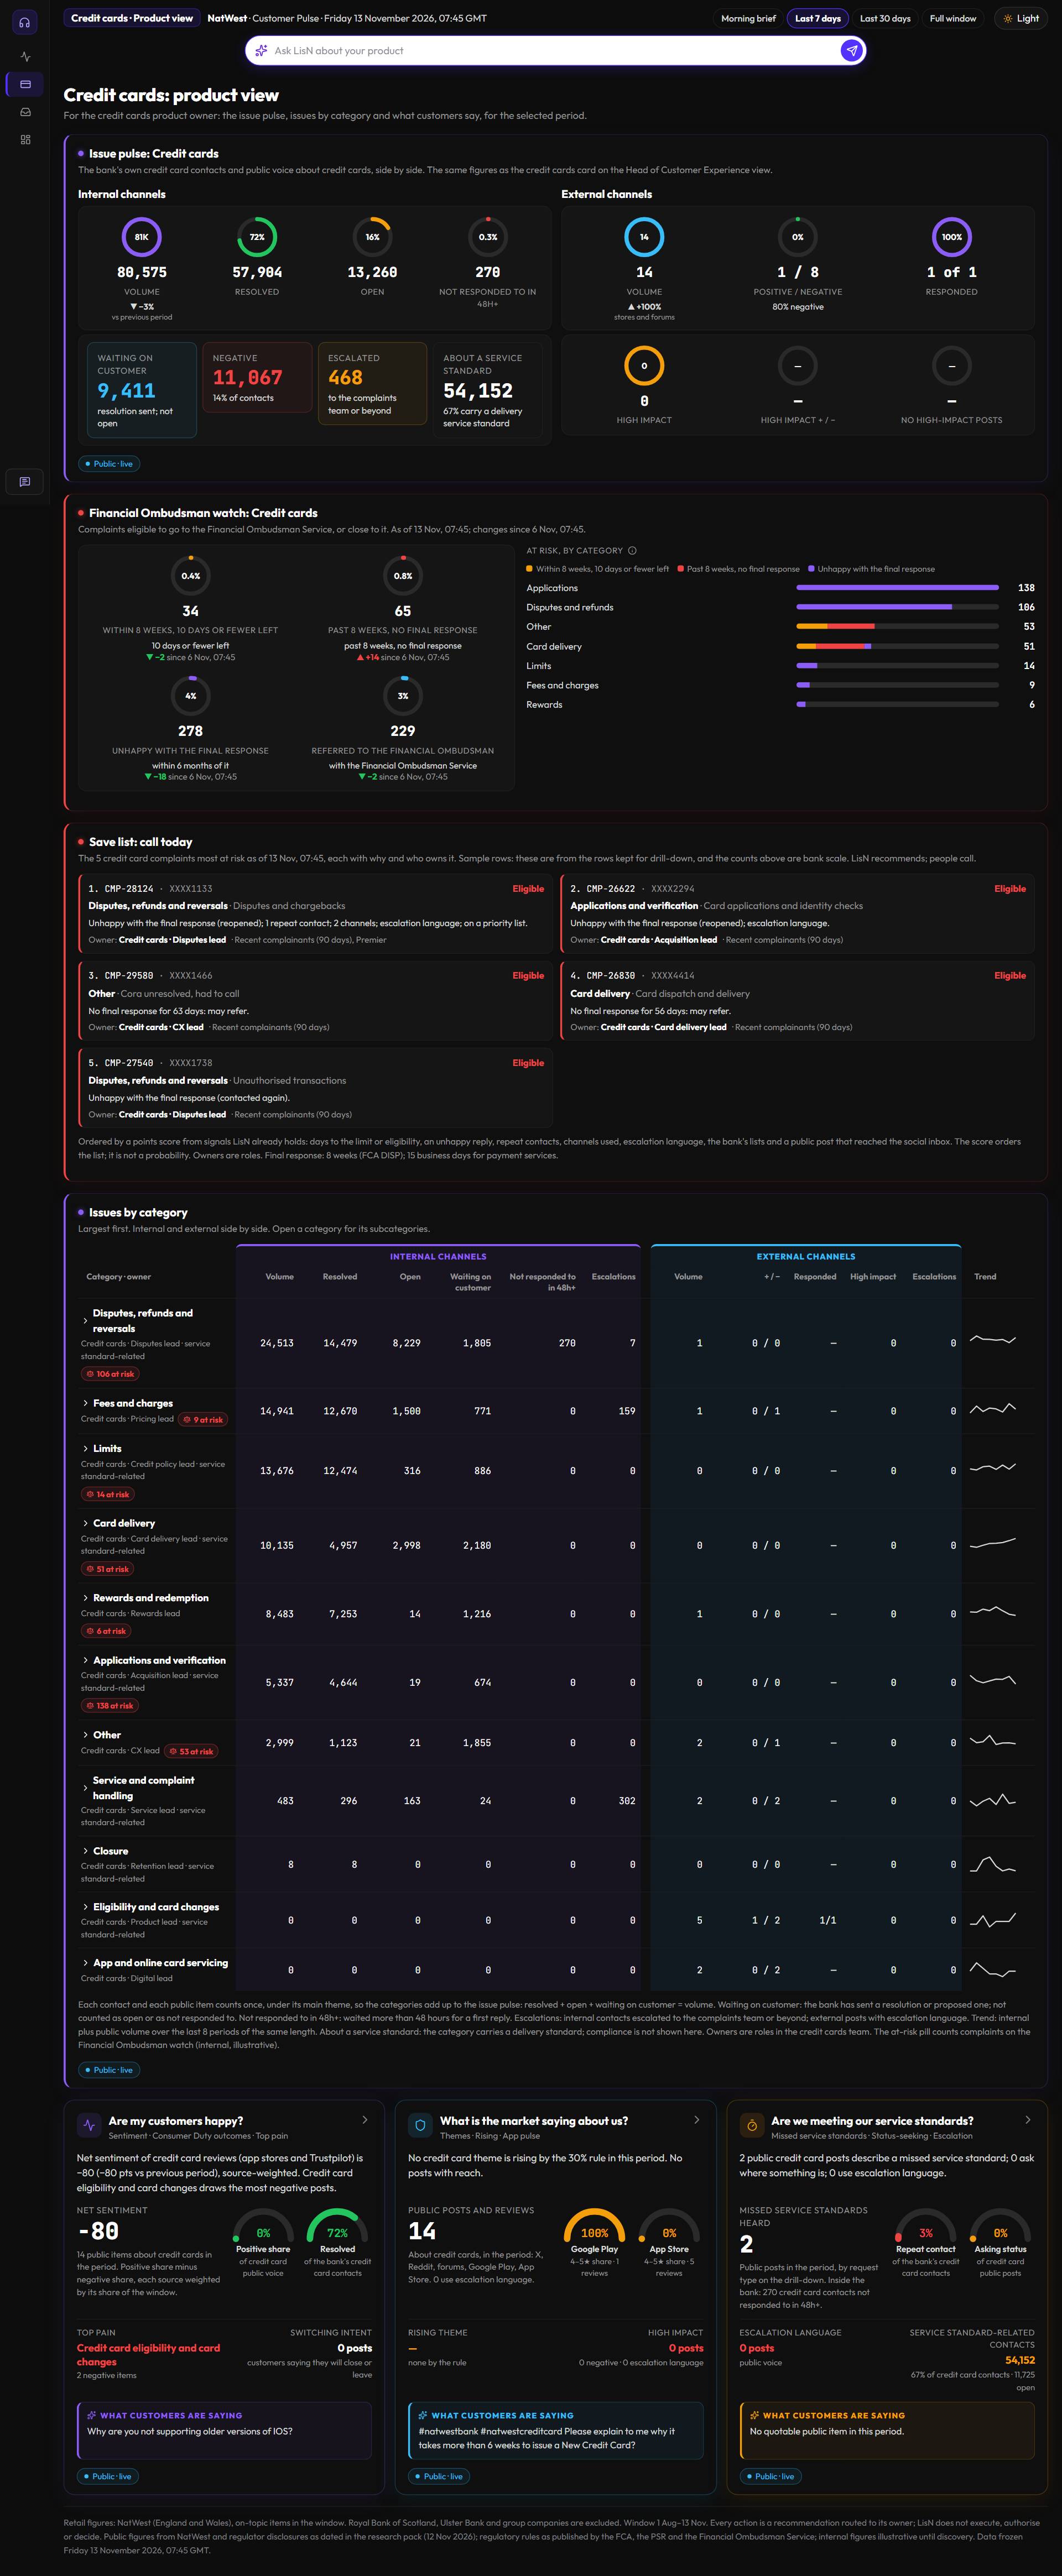 Credit cards · Product view
NatWest · Customer Pulse · Friday 13 November 2026, 07:45 GMT
Morning brief
Last 7 days
Last 30 days
Full window
Light
Ask LisN about your product
Credit cards: product view
For the credit cards product owner: the issue pulse, issues by category and what customers say, for the selected period.
Issue pulse: Credit cards
The bank's own credit card contacts and public voice about credit cards, side by side. The same figures as the credit cards card on the Head of Customer Experience view.
Internal channels
81K
72%
16%
0.3%
80,575
57,904
13,260
270
VOLUME
RESOLVED
OPEN
NOT RESPONDED TO IN
48H+
▼ −3%
vs previous period
WAITING ON
CUSTOMER
9,411
resolution sent; not
open
NEGATIVE
11,067
14% of contacts
ESCALATED
468
to the complaints
team or beyond
ABOUT A SERVICE
STANDARD
54,152
67% carry a delivery
service standard
External channels
14
0%
100%
14
1 / 8
1 of 1
VOLUME
POSITIVE / NEGATIVE
RESPONDED
▲ +100%
80% negative
stores and forums
0
–
–
0
–
–
HIGH IMPACT
HIGH IMPACT + / −
NO HIGH-IMPACT POSTS
Public · live
Financial Ombudsman watch: Credit cards
Complaints eligible to go to the Financial Ombudsman Service, or close to it. As of 13 Nov, 07:45; changes since 6 Nov, 07:45.
0.4%
0.8%
34
65
WITHIN 8 WEEKS, 10 DAYS OR FEWER LEFT
PAST 8 WEEKS, NO FINAL RESPONSE
10 days or fewer left
past 8 weeks, no final response
▼ −2 since 6 Nov, 07:45
▲ +14 since 6 Nov, 07:45
4%
3%
278
229
UNHAPPY WITH THE FINAL RESPONSE
REFERRED TO THE FINANCIAL OMBUDSMAN
within 6 months of it
with the Financial Ombudsman Service
▼ −18 since 6 Nov, 07:45
▼ −2 since 6 Nov, 07:45
AT RISK, BY CATEGORY
Within 8 weeks, 10 days or fewer left
Past 8 weeks, no final response
Unhappy with the final response
Applications 138
Disputes and refunds 106
Other 53
Card delivery 51
Limits 14
Fees and charges 9
Rewards 6
Save list: call today
The 5 credit card complaints most at risk as of 13 Nov, 07:45, each with why and who owns it. Sample rows: these are from the rows kept for drill-down, and the counts above are bank scale. LisN recommends; people call.
1. CMP-28124 · XXXX1133 Eligible
Disputes, refunds and reversals · Disputes and chargebacks
Unhappy with the final response (reopened); 1 repeat contact; 2 channels; escalation language; on a priority list.
Owner: Credit cards · Disputes lead · Recent complainants (90 days), Premier
2. CMP-26622 · XXXX2294 Eligible
Applications and verification · Card applications and identity checks
Unhappy with the final response (reopened); escalation language.
Owner: Credit cards · Acquisition lead · Recent complainants (90 days)
3. CMP-29580 · XXXX1466 Eligible
Other · Cora unresolved, had to call
No final response for 63 days: may refer.
Owner: Credit cards · CX lead · Recent complainants (90 days)
4. CMP-26830 · XXXX4414 Eligible
Card delivery · Card dispatch and delivery
No final response for 56 days: may refer.
Owner: Credit cards · Card delivery lead · Recent complainants (90 days)
5. CMP-27540 · XXXX1738 Eligible
Disputes, refunds and reversals · Unauthorised transactions
Unhappy with the final response (contacted again).
Owner: Credit cards · Disputes lead · Recent complainants (90 days)
Ordered by a points score from signals LisN already holds: days to the limit or eligibility, an unhappy reply, repeat contacts, channels used, escalation language, the bank's lists and a public post that reached the social inbox. The score orders
the list; it is not a probability. Owners are roles. Final response: 8 weeks (FCA DISP); 15 business days for payment services.
Issues by category
Largest first. Internal and external side by side. Open a category for its subcategories.
INTERNAL CHANNELS
EXTERNAL CHANNELS
Category · owner Volume Resolved Open Waiting on customer Not responded to in 48h+ Escalations Volume + / − Responded High impact Escalations Trend
Disputes, refunds and
reversals
Credit cards · Disputes lead · service
standard-related
106 at risk
24,513 14,479 8,229 1,805 270 7 1 0 / 0 – 0 0
Fees and charges
Credit cards · Pricing lead 9 at risk
14,941 12,670 1,500 771 0 159 1 0 / 1 – 0 0
Limits
Credit cards · Credit policy lead · service
standard-related
14 at risk
13,676 12,474 316 886 0 0 0 0 / 0 – 0 0
Card delivery
Credit cards · Card delivery lead · service
standard-related
51 at risk
10,135 4,957 2,998 2,180 0 0 0 0 / 0 – 0 0
Rewards and redemption
Credit cards · Rewards lead
6 at risk
8,483 7,253 14 1,216 0 0 1 0 / 0 – 0 0
Applications and verification
Credit cards · Acquisition lead · service
standard-related
138 at risk
5,337 4,644 19 674 0 0 0 0 / 0 – 0 0
Other
Credit cards · CX lead 53 at risk
2,999 1,123 21 1,855 0 0 2 0 / 1 – 0 0
Service and complaint
handling
Credit cards · Service lead · service
standard-related
483 296 163 24 0 302 2 0 / 2 – 0 0
Closure
Credit cards · Retention lead · service
standard-related
8 8 0 0 0 0 0 0 / 0 – 0 0
Eligibility and card changes
Credit cards · Product lead · service
standard-related
0 0 0 0 0 0 5 1 / 2 1/1 0 0
App and online card servicing
Credit cards · Digital lead
0 0 0 0 0 0 2 0 / 2 – 0 0
Each contact and each public item counts once, under its main theme, so the categories add up to the issue pulse: resolved + open + waiting on customer = volume. Waiting on customer: the bank has sent a resolution or proposed one; not
counted as open or as not responded to. Not responded to in 48h+: waited more than 48 hours for a first reply. Escalations: internal contacts escalated to the complaints team or beyond; external posts with escalation language. Trend: internal
plus public volume over the last 8 periods of the same length. About a service standard: the category carries a delivery standard; compliance is not shown here. Owners are roles in the credit cards team. The at-risk pill counts complaints on the
Financial Ombudsman watch (internal, illustrative).
Public · live
Are my customers happy?
Sentiment · Consumer Duty outcomes · Top pain
Net sentiment of credit card reviews (app stores and Trustpilot) is
−80 (−80 pts vs previous period), source-weighted. Credit card
eligibility and card changes draws the most negative posts.
NET SENTIMENT
-80
14 public items about credit cards in
the period. Positive share minus
negative share, each source weighted
by its share of the window.
0%
Positive share
of credit card
public voice
72%
Resolved
of the bank's credit
card contacts
TOP PAIN
Credit card eligibility and card
changes
2 negative items
SWITCHING INTENT
0 posts
customers saying they will close or
leave
WHAT CUSTOMERS ARE SAYING
Why are you not supporting older versions of IOS?
Public · live
What is the market saying about us?
Themes · Rising · App pulse
No credit card theme is rising by the 30% rule in this period. No
posts with reach.
PUBLIC POSTS AND REVIEWS
14
About credit cards, in the period: X,
Reddit, forums, Google Play, App
Store. 0 use escalation language.
100%
Google Play
4–5★ share · 1
reviews
0%
App Store
4–5★ share · 5
reviews
RISING THEME
–
none by the rule
HIGH IMPACT
0 posts
0 negative · 0 escalation language
WHAT CUSTOMERS ARE SAYING
#natwestbank #natwestcreditcard Please explain to me why it
takes more than 6 weeks to issue a New Credit Card?
Public · live
Are we meeting our service standards?
Missed service standards · Status-seeking · Escalation
2 public credit card posts describe a missed service standard; 0 ask
where something is; 0 use escalation language.
MISSED SERVICE STANDARDS
HEARD
2
Public posts in the period, by request
type on the drill-down. Inside the
bank: 270 credit card contacts not
responded to in 48h+.
3%
Repeat contact
of the bank's credit
card contacts
0%
Asking status
of credit card
public posts
ESCALATION LANGUAGE
0 posts
public voice
SERVICE STANDARD-RELATED
CONTACTS
54,152
67% of credit card contacts · 11,725
open
WHAT CUSTOMERS ARE SAYING
No quotable public item in this period.
Public · live
Retail figures: NatWest (England and Wales), on-topic items in the window. Royal Bank of Scotland, Ulster Bank and group companies are excluded. Window 1 Aug–13 Nov. Every action is a recommendation routed to its owner; LisN does not execute, authorise
or decide. Public figures from NatWest and regulator disclosures as dated in the research pack (12 Nov 2026); regulatory rules as published by the FCA, the PSR and the Financial Ombudsman Service; internal figures illustrative until discovery. Data frozen
Friday 13 November 2026, 07:45 GMT.